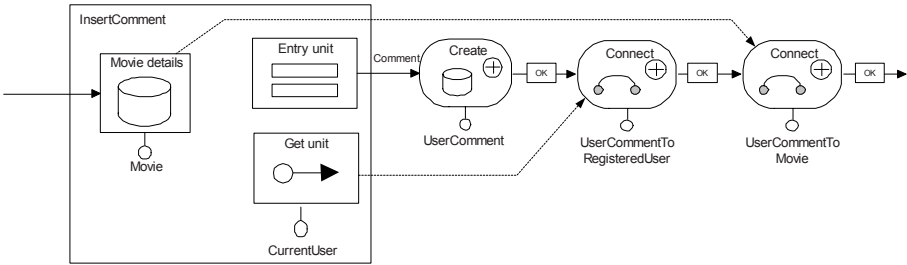 InsertComment
Movie details
Movie
Entry unit
Get unit
CurrentUser
Comment
Create
UserComment
OK
Connect
UserCommentTo
RegisteredUser
OK
Connect
UserCommentTo
Movie
OK